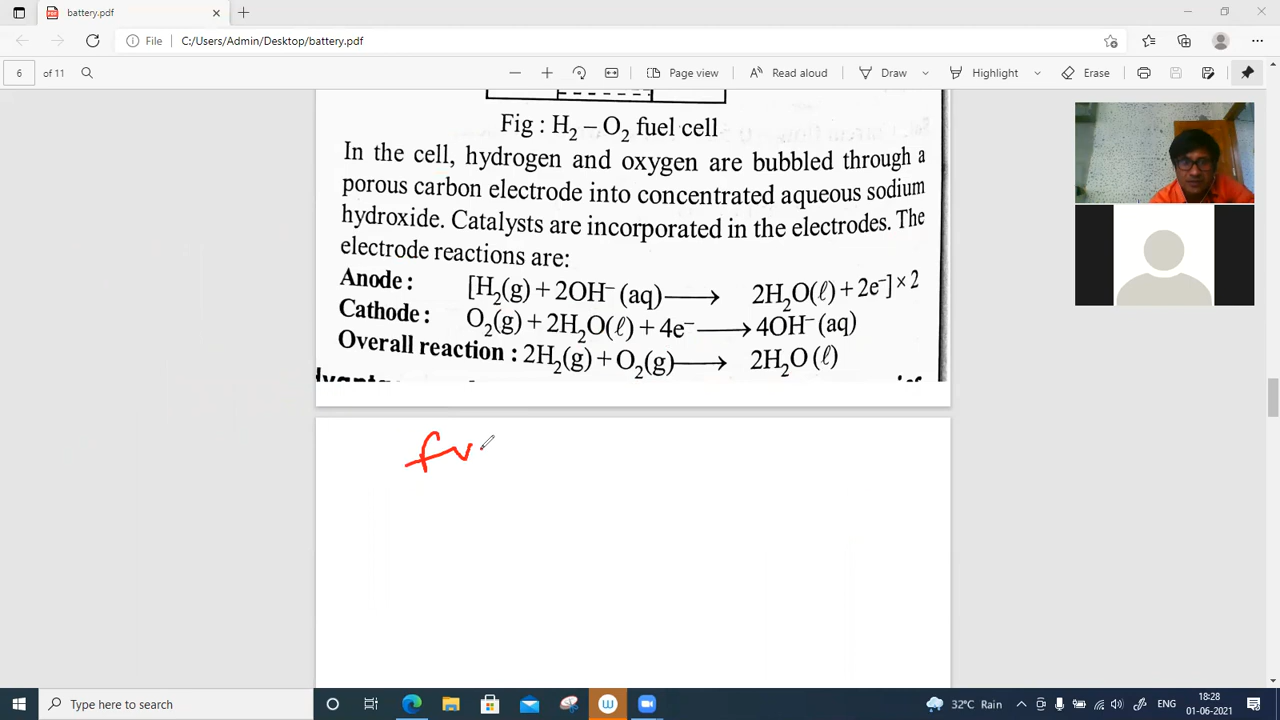 battery.pdf
File
C:/Users/Admin/Desktop/battery.pdf
6 of 11
Page view
Read aloud
Draw
Highlight
Erase
Fig : H₂ – O₂ fuel cell
In the cell, hydrogen and oxygen are bubbled through a
porous carbon electrode into concentrated aqueous sodium
hydroxide. Catalysts are incorporated in the electrodes. The
electrode reactions are:
Anode : [H₂(g) + 2OH⁻ (aq) ⟶ 2H₂O(ℓ) + 2e⁻] × 2
Cathode : O₂(g) + 2H₂O(ℓ) + 4e⁻ ⟶ 4OH⁻ (aq)
Overall reaction : 2H₂(g) + O₂(g) ⟶ 2H₂O (ℓ)
Type here to search
32°C Rain
18:28
01-06-2021